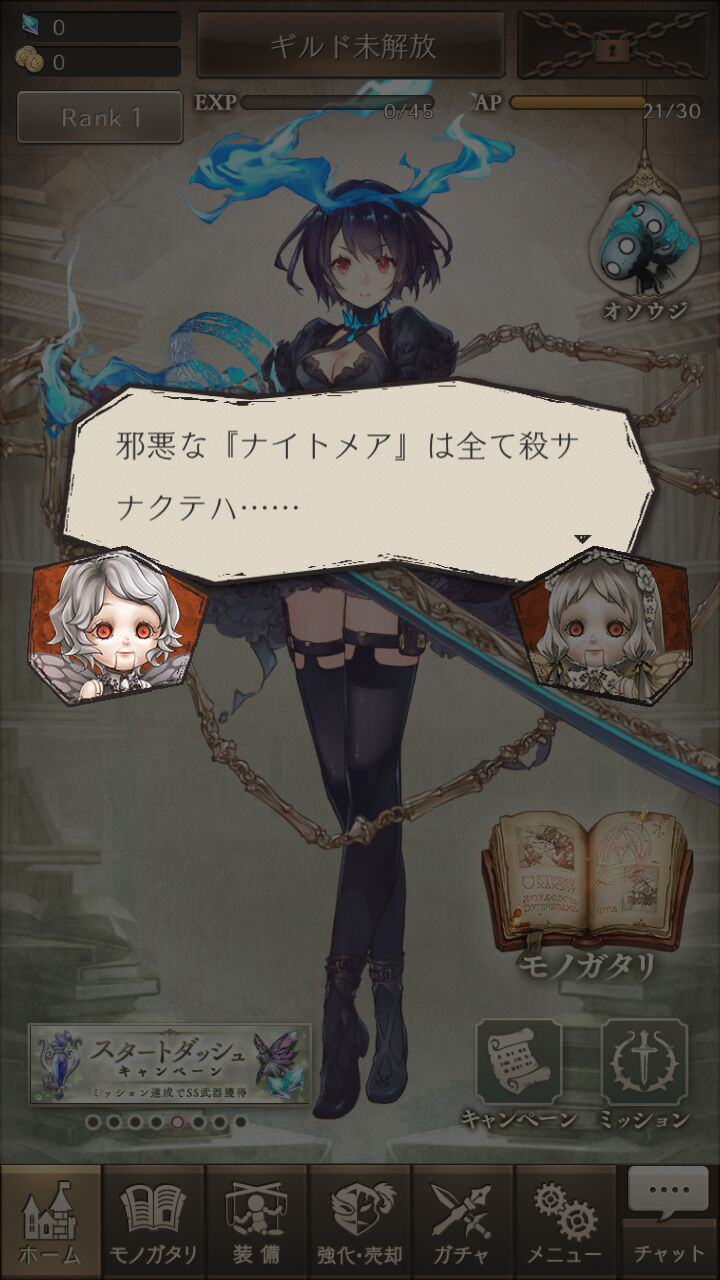 0
ギルド未解放
0
Rank 1
EXP
0/45
AP
21/30
オソウジ
邪悪な『ナイトメア』は全て殺サ
ナクテハ……
モノガタリ
スタートダッシュ
キャンペーン
ミッション達成でSS武器獲得
キャンペーン
ミッション
ホーム
モノガタリ
装備
強化・売却
ガチャ
メニュー
チャット